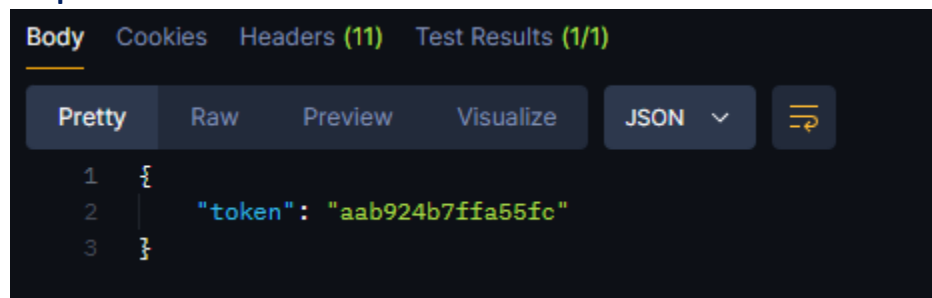 Body Cookies Headers (11) Test Results (1/1)
Pretty Raw Preview Visualize JSON
1 {
2 "token": "aab924b7ffa55fc"
3 }